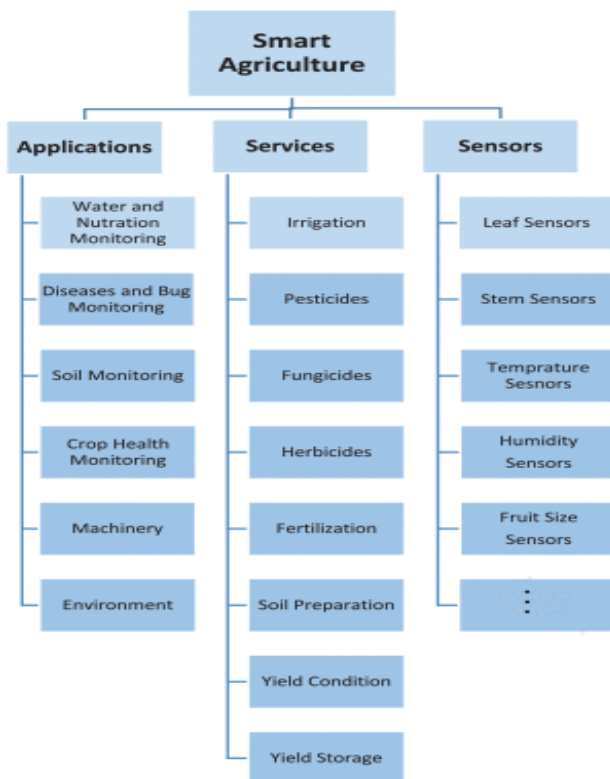 Smart
Agriculture
Applications
Services
Sensors
Water and
Nutration
Monitoring
Diseases and Bug
Monitoring
Soil Monitoring
Crop Health
Monitoring
Machinery
Environment
Irrigation
Pesticides
Fungicides
Herbicides
Fertilization
Soil Preparation
Yield Condition
Yield Storage
Leaf Sensors
Stem Sensors
Temprature
Sesnors
Humidity
Sensors
Fruit Size
Sensors
⋮